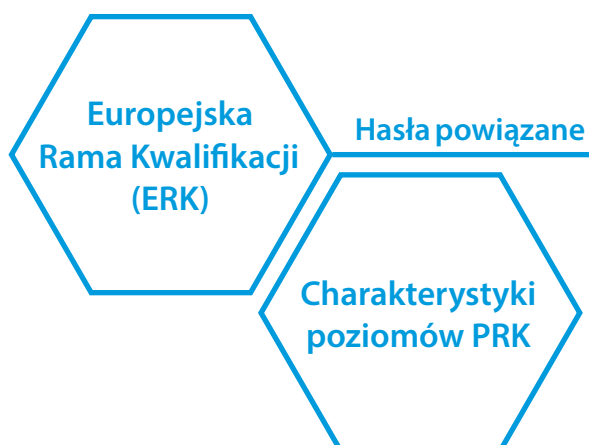 Europejska
Rama Kwalifikacji
(ERK)
Hasła powiązane
Charakterystyki
poziomów PRK